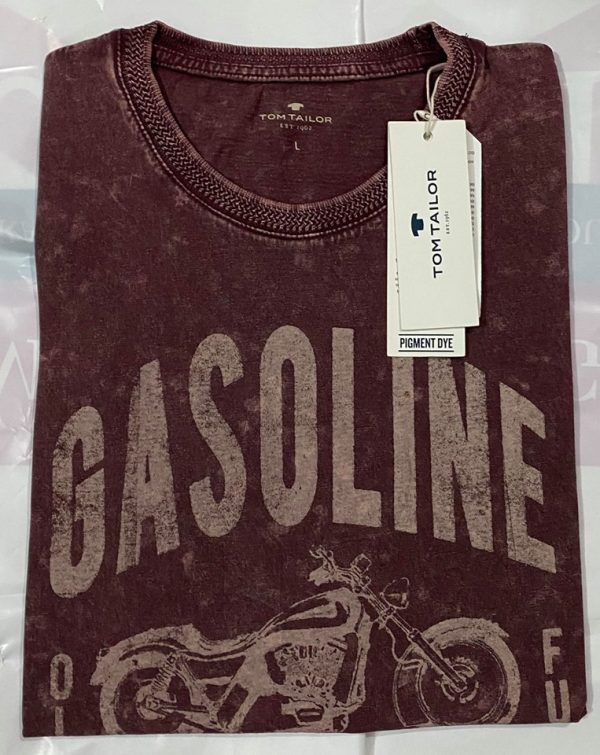 TOM TAILOR
EST 1962
L
TOM TAILOR
EST. 1962
PIGMENT DYE
GASOLINE
FU